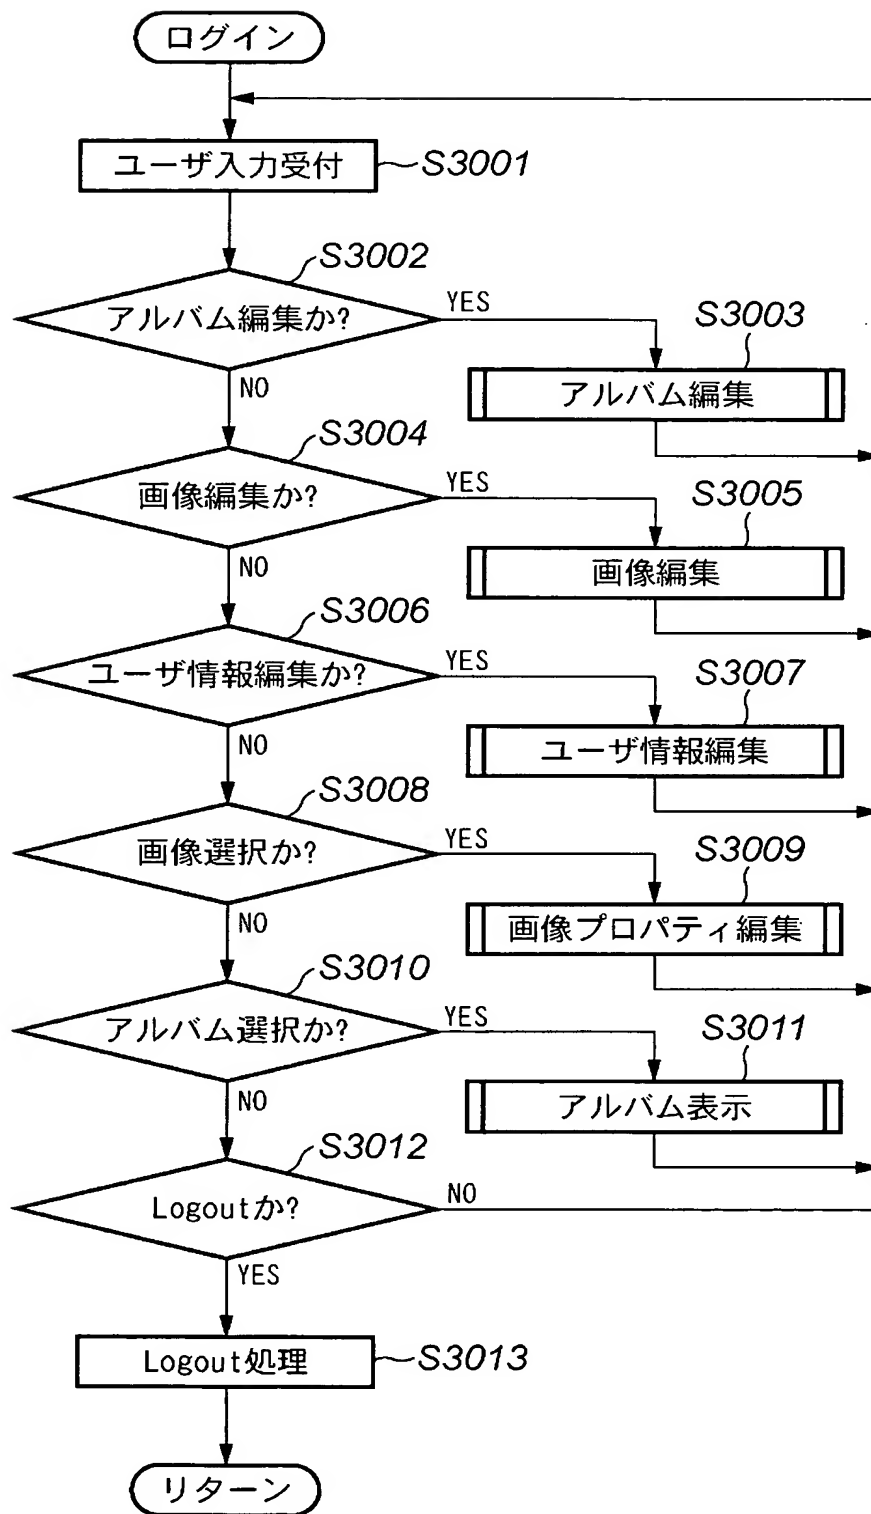 ログイン
ユーザ入力受付
S3001
S3002
アルバム編集か?
YES
S3003
アルバム編集
NO
S3004
画像編集か?
YES
S3005
画像編集
NO
S3006
ユーザ情報編集か?
YES
S3007
ユーザ情報編集
NO
S3008
画像選択か?
YES
S3009
画像プロパティ編集
NO
S3010
アルバム選択か?
YES
S3011
アルバム表示
NO
S3012
Logoutか?
NO
YES
Logout処理
S3013
リターン